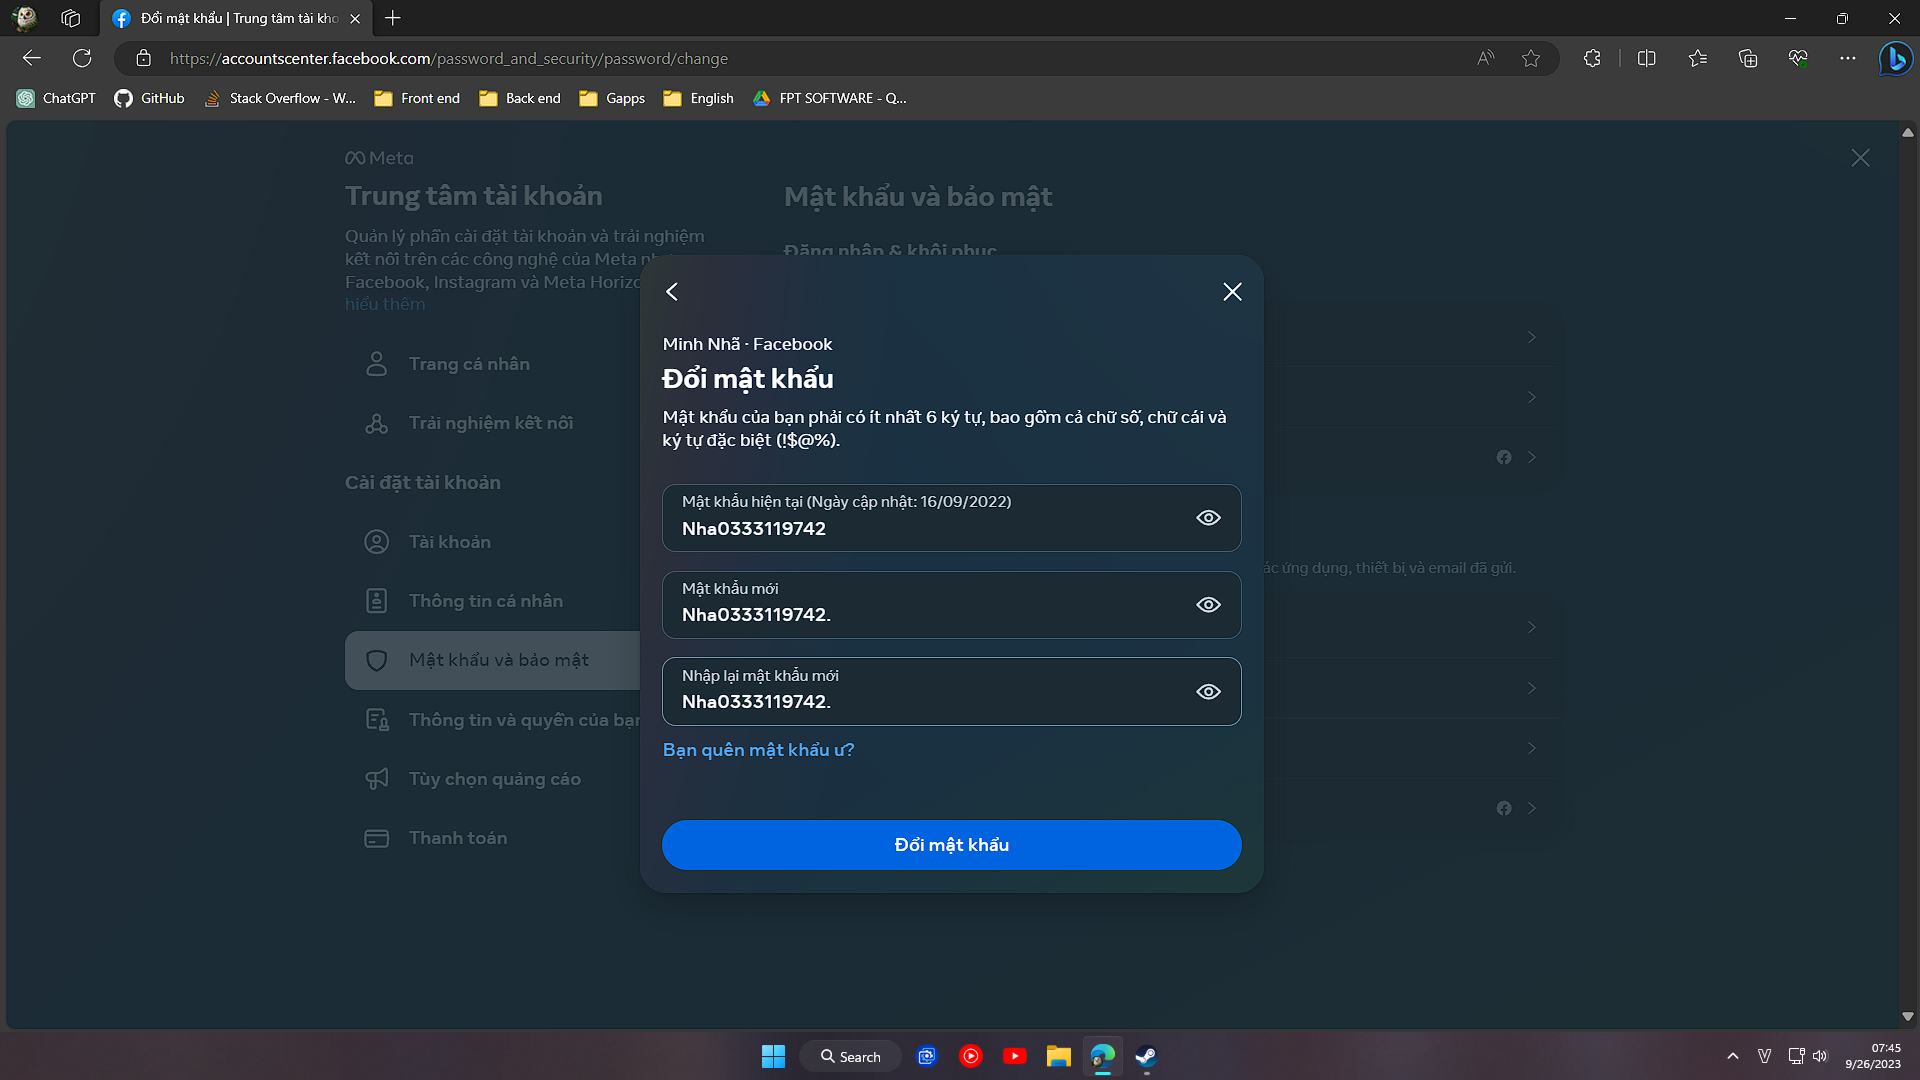 Đổi mật khẩu | Trung tâm tài kho
https://accountscenter.facebook.com/password_and_security/password/change
ChatGPT
GitHub
Stack Overflow - W...
Front end
Back end
Gapps
English
FPT SOFTWARE - Q...
Meta
Trung tâm tài khoản
Quản lý phần cài đặt tài khoản và trải nghiệm
kết nối trên các công nghệ của Meta như
Facebook, Instagram và Meta Horizo
hiểu thêm
Trang cá nhân
Trải nghiệm kết nối
Cài đặt tài khoản
Tài khoản
Thông tin cá nhân
Mật khẩu và bảo mật
Thông tin và quyền của bạn
Tùy chọn quảng cáo
Thanh toán
Mật khẩu và bảo mật
Đăng nhập & khôi phục
ác ứng dụng, thiết bị và email đã gửi.
Minh Nhã · Facebook
Đổi mật khẩu
Mật khẩu của bạn phải có ít nhất 6 ký tự, bao gồm cả chữ số, chữ cái và
ký tự đặc biệt (!$@%).
Mật khẩu hiện tại (Ngày cập nhật: 16/09/2022)
Nha0333119742
Mật khẩu mới
Nha0333119742.
Nhập lại mật khẩu mới
Nha0333119742.
Bạn quên mật khẩu ư?
Đổi mật khẩu
Search
V
07:45
9/26/2023